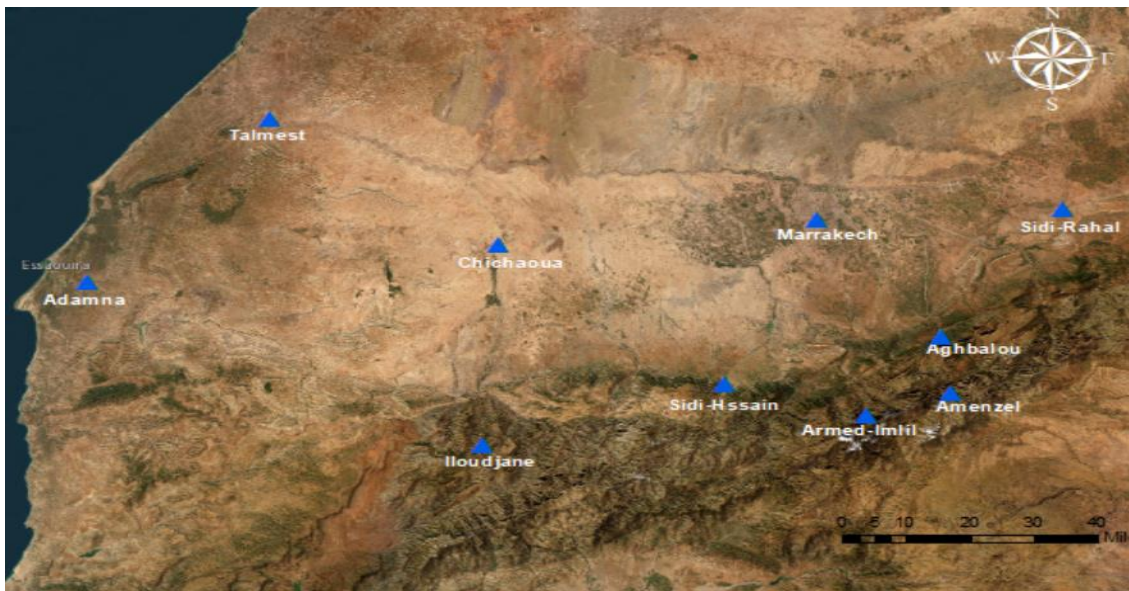 N
W
S
Talmest
Sidi-Rahal
Marrakech
Chichaoua
Essaouira
Adamna
Aghbalou
Sidi-Hssain
Amenzel
Armed-Imlil
Iloudjane
0 5 10 20 30 40
Mil